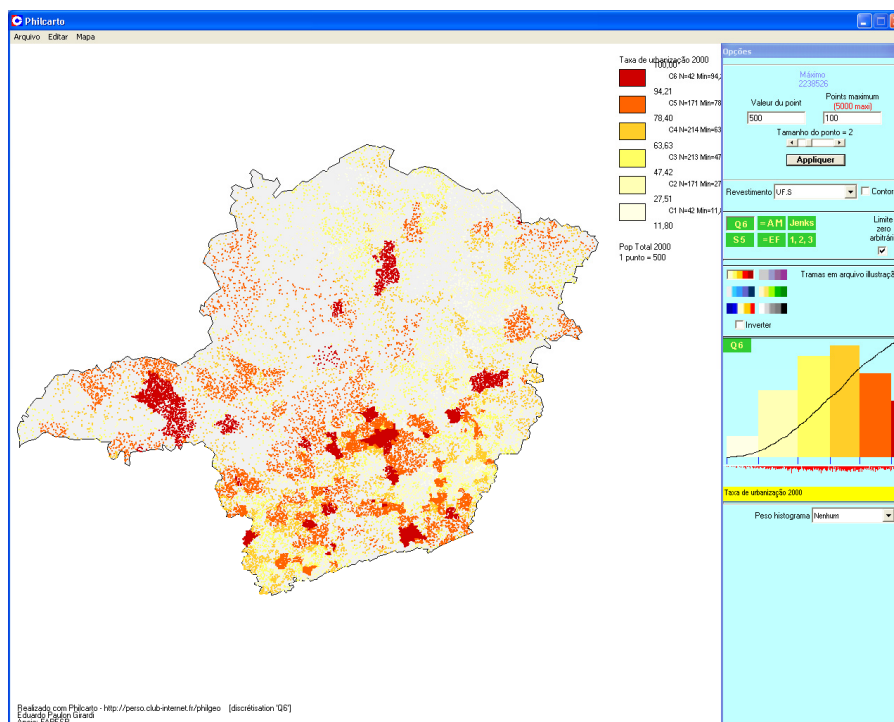 Philcarto
Arquivo Editar Mapa
Taxa de urbanização 2000
100,00
C6 N=42 Min=94,
94,21
C5 N=171 Min=78
78,40
C4 N=214 Min=63
63,63
C3 N=213 Min=47
47,42
C2 N=171 Min=27
27,51
C1 N=42 Min=11,
11,80
Pop Total 2000
1 punto = 500
Realizado com Philcarto - http://perso.club-internet.fr/philgeo (discrétisation 'Q6')
Eduardo Paulon Girardi
Apoio: FAPESP
Opções
Máximo
2238526
Valeur du point
Points maximum
(5000 maxi)
500
100
Tamanho do ponto = 2
Appliquer
Revestimento UF.S Contor
Q6 =AM Jenks
S5 =EF 1,2,3
Limite
zero
arbitrári
Tramas em arquivo illustraçã
Inverter
Q6
Taxa de urbanização 2000
Peso histograma Nenhum